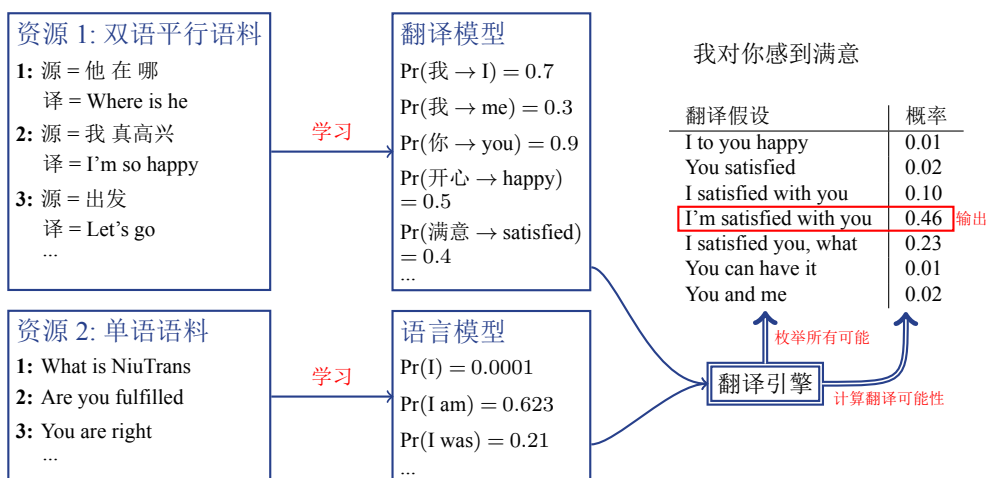 资源 1: 双语平行语料
1: 源 = 他 在 哪
译 = Where is he
2: 源 = 我 真高兴
译 = I'm so happy
3: 源 = 出发
译 = Let's go
...
学习
翻译模型
Pr(我 → I) = 0.7
Pr(我 → me) = 0.3
Pr(你 → you) = 0.9
Pr(开心 → happy)
= 0.5
Pr(满意 → satisfied)
= 0.4
...
资源 2: 单语语料
1: What is NiuTrans
2: Are you fulfilled
3: You are right
...
学习
语言模型
Pr(I) = 0.0001
Pr(I am) = 0.623
Pr(I was) = 0.21
...
我对你感到满意
翻译假设 概率
I to you happy 0.01
You satisfied 0.02
I satisfied with you 0.10
I'm satisfied with you 0.46 输出
I satisfied you, what 0.23
You can have it 0.01
You and me 0.02
枚举所有可能
翻译引擎
计算翻译可能性